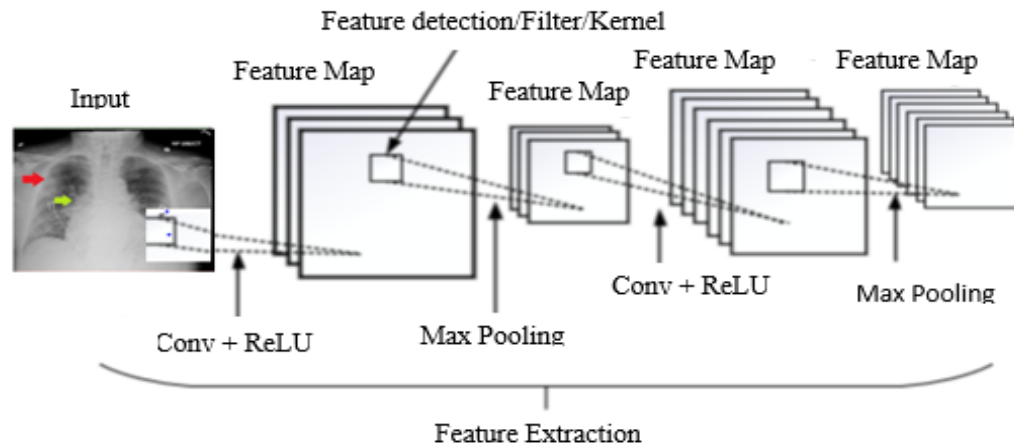 Feature detection/Filter/Kernel
Feature Map
Feature Map
Feature Map
Feature Map
Input
Conv + ReLU
Max Pooling
Conv + ReLU
Max Pooling
Feature Extraction